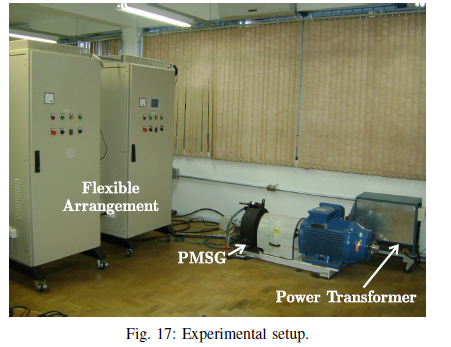 Flexible
Arrangement
PMSG
Power Transformer
Fig. 17: Experimental setup.